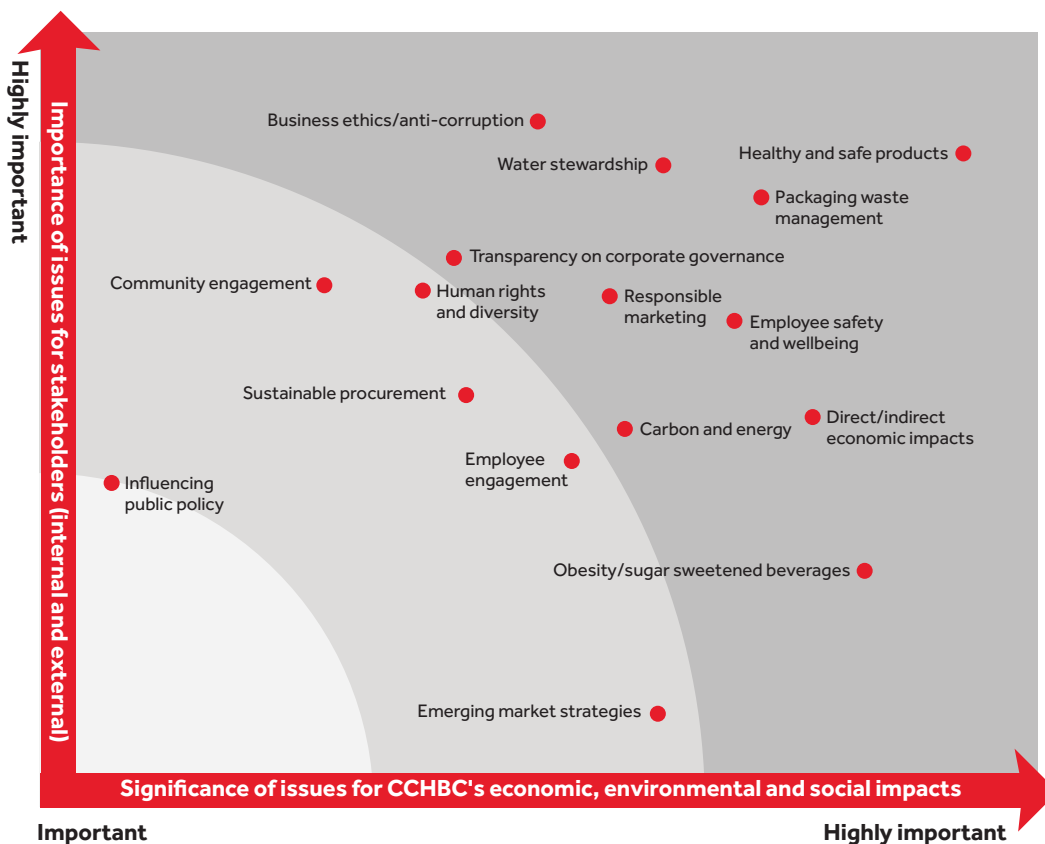 Highly important
Importance of issues for stakeholders (internal and external)
Business ethics/anti-corruption
Water stewardship
Healthy and safe products
Packaging waste
management
Transparency on corporate governance
Community engagement
Human rights
and diversity
Responsible
marketing
Employee safety
and wellbeing
Sustainable procurement
Carbon and energy
Direct/indirect
economic impacts
Employee
engagement
Influencing
public policy
Obesity/sugar sweetened beverages
Emerging market strategies
Significance of issues for CCHBC's economic, environmental and social impacts
Important
Highly important